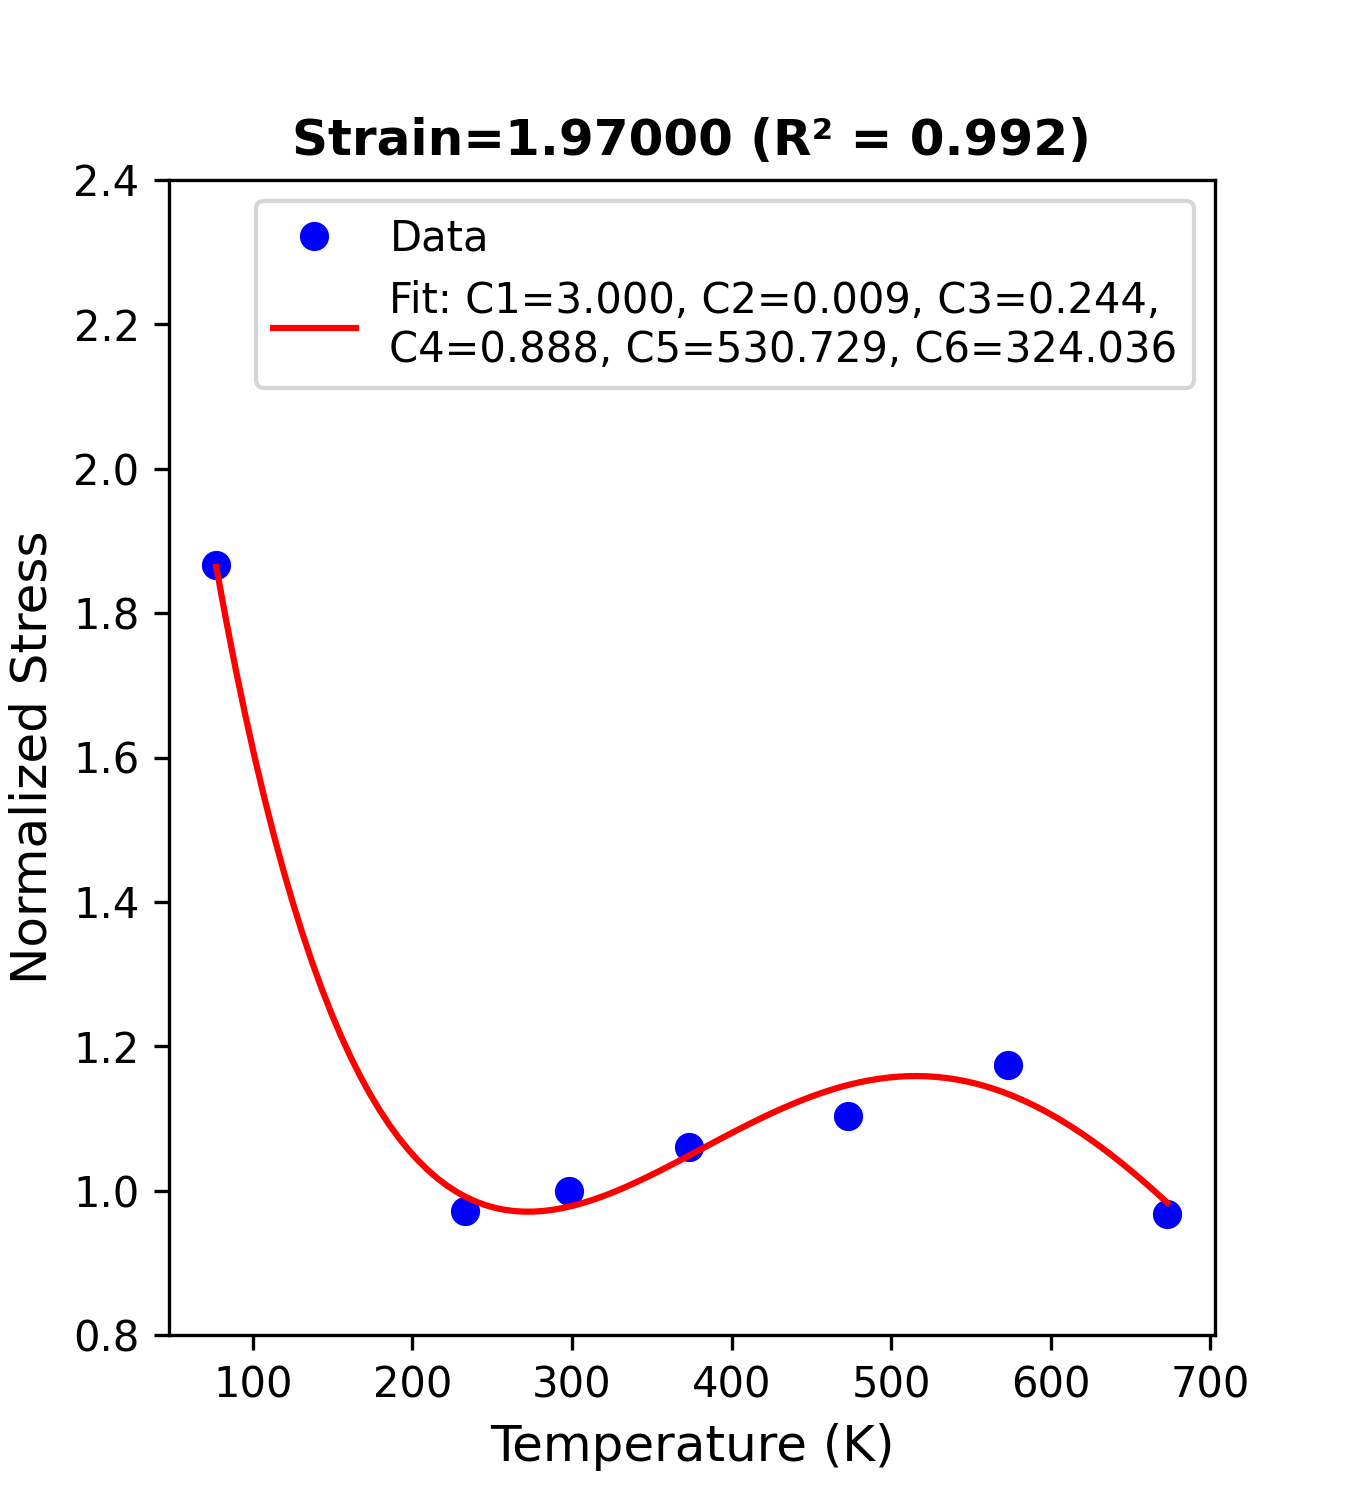 Strain=1.97000 (R² = 0.992)
2.4
2.2
2.0
1.8
1.6
1.4
1.2
1.0
0.8
Normalized Stress
Data
Fit: C1=3.000, C2=0.009, C3=0.244,
C4=0.888, C5=530.729, C6=324.036
100 200 300 400 500 600 700
Temperature (K)